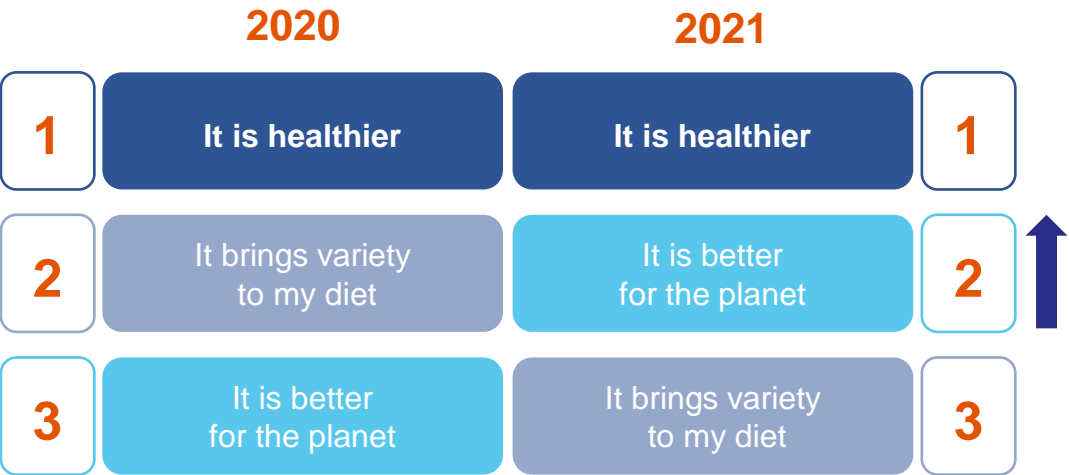 2020
2021
1
It is healthier
It is healthier
1
2
It brings variety
to my diet
It is better
for the planet
2
3
It is better
for the planet
It brings variety
to my diet
3